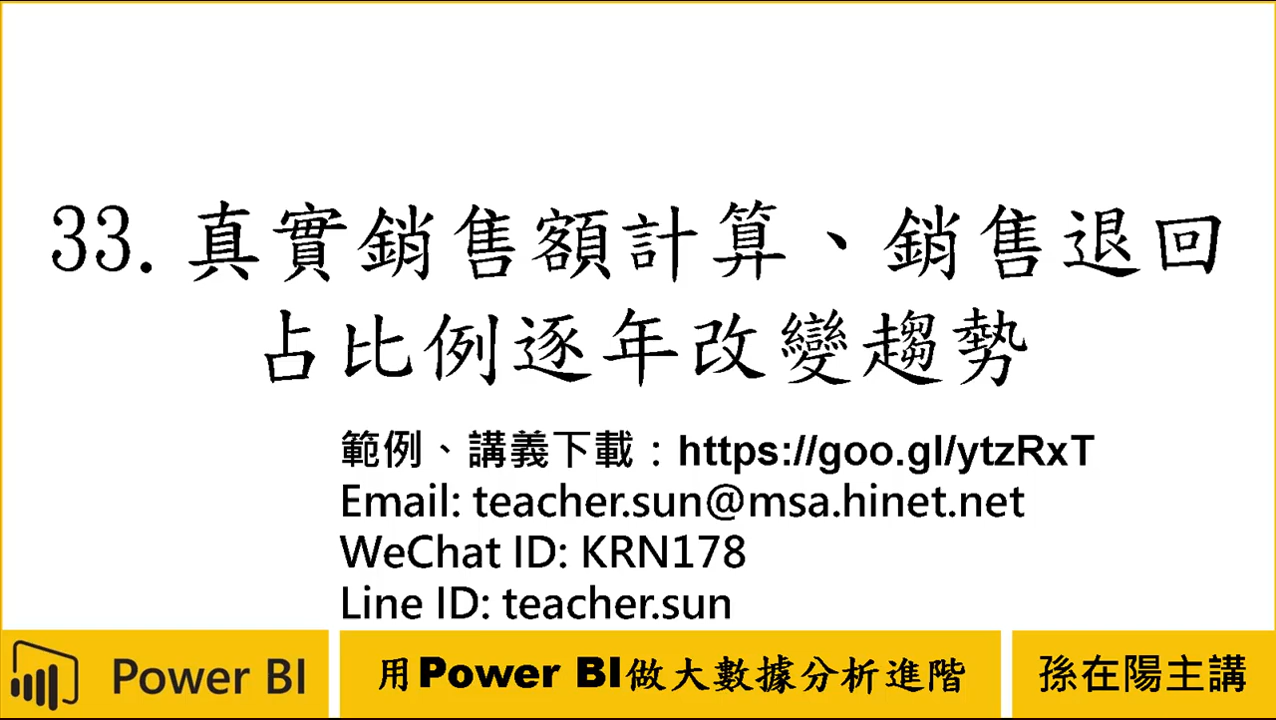 33.真實銷售額計算、銷售退回
占比例逐年改變趨勢
範例、講義下載：https://goo.gl/ytzRxT
Email: teacher.sun@msa.hinet.net
WeChat ID: KRN178
Line ID: teacher.sun
Power BI
用Power BI做大數據分析進階
孫在陽主講